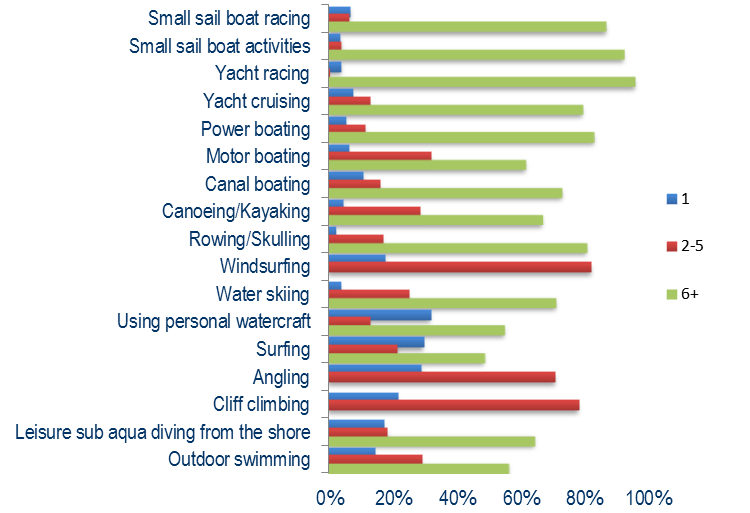 Small sail boat racing
Small sail boat activities
Yacht racing
Yacht cruising
Power boating
Motor boating
Canal boating
Canoeing/Kayaking
Rowing/Skulling
Windsurfing
Water skiing
Using personal watercraft
Surfing
Angling
Cliff climbing
Leisure sub aqua diving from the shore
Outdoor swimming
0% 20% 40% 60% 80% 100%
1
2-5
6+